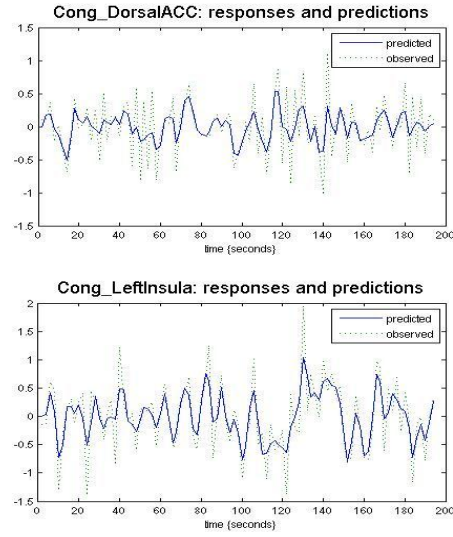 Cong_DorsalACC: responses and predictions
1.5
predicted
observed
1
0.5
0
-0.5
-1
-1.5
0 20 40 60 80 100 120 140 160 180 200
time {seconds}
Cong_LeftInsula: responses and predictions
2
predicted
observed
1.5
1
0.5
0
-0.5
-1
-1.5
0 20 40 60 80 100 120 140 160 180 200
time {seconds}